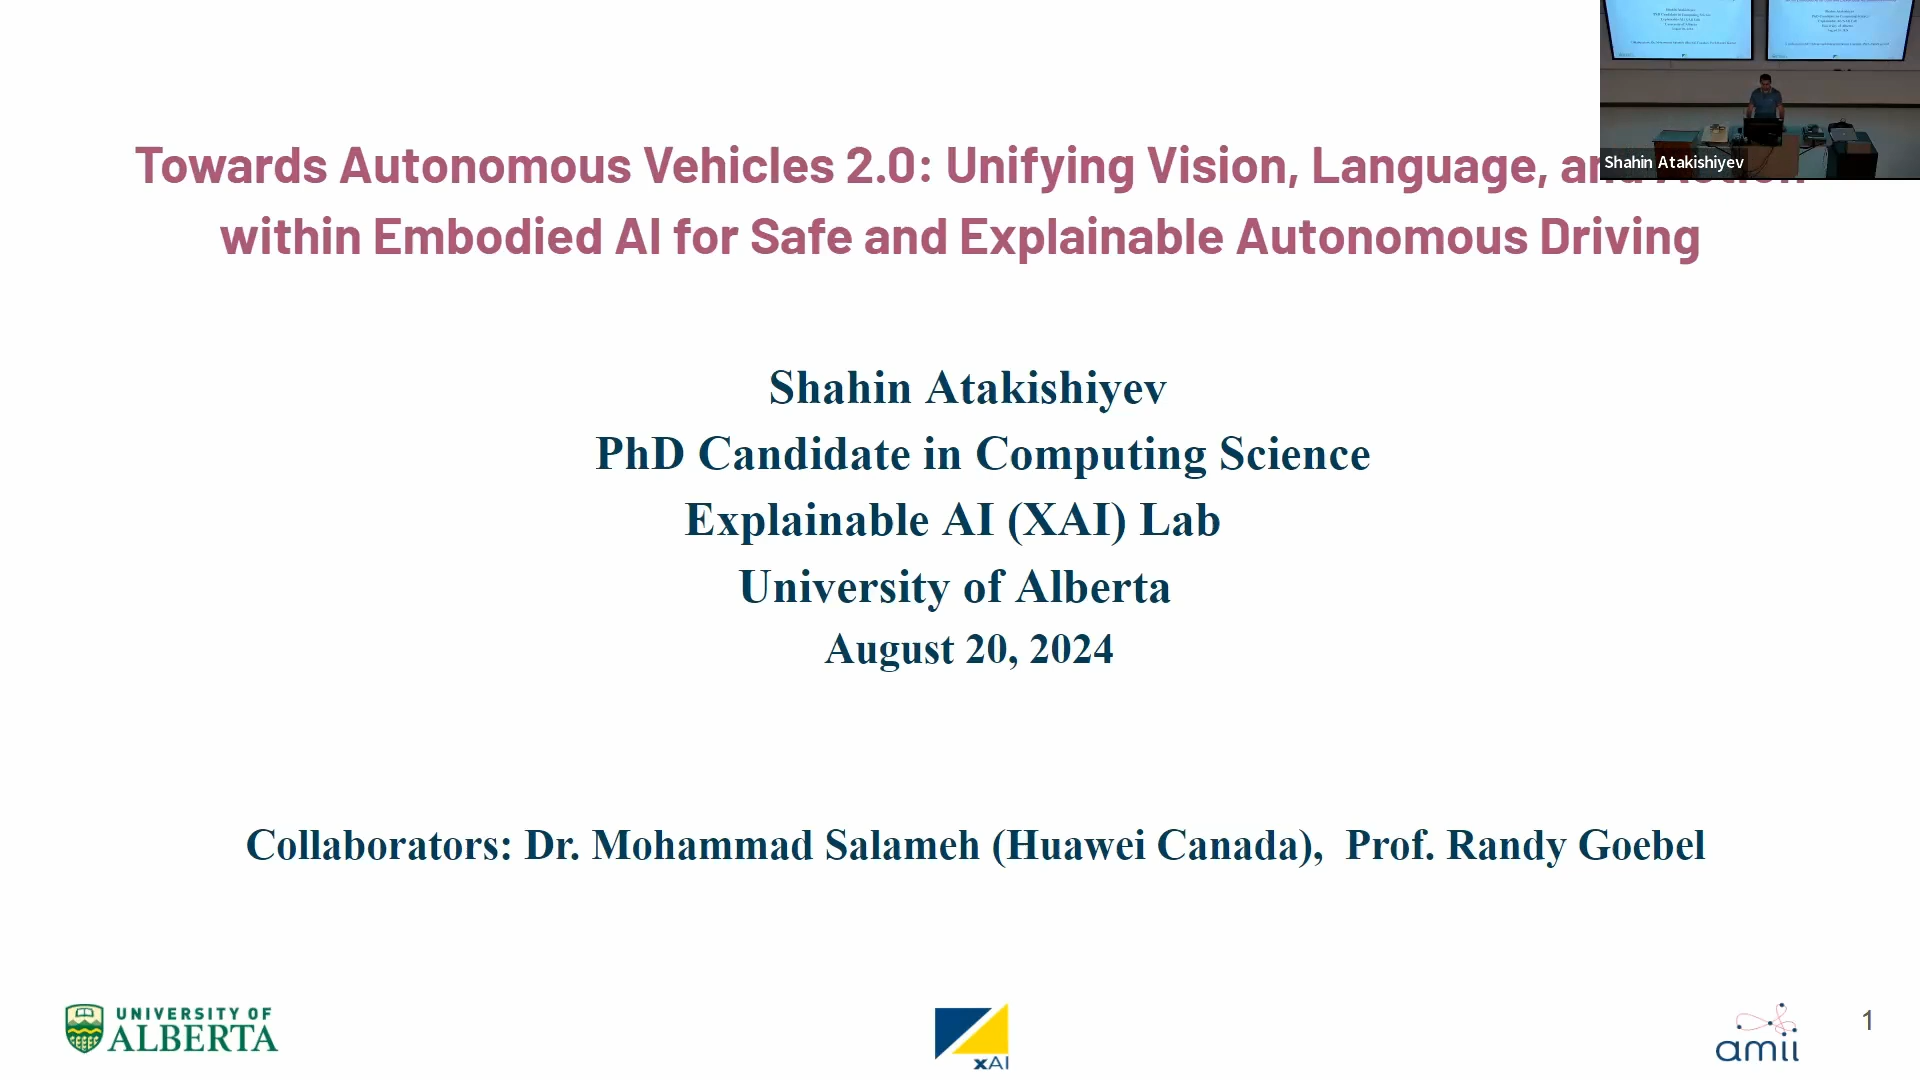 Towards Autonomous Vehicles 2.0: Unifying Vision, Language, and
within Embodied AI for Safe and Explainable Autonomous Driving
Shahin Atakishiyev
Shahin Atakishiyev
PhD Candidate in Computing Science
Explainable AI (XAI) Lab
University of Alberta
August 20, 2024
Collaborators: Dr. Mohammad Salameh (Huawei Canada), Prof. Randy Goebel
UNIVERSITY OF
ALBERTA
xAI
amii
1